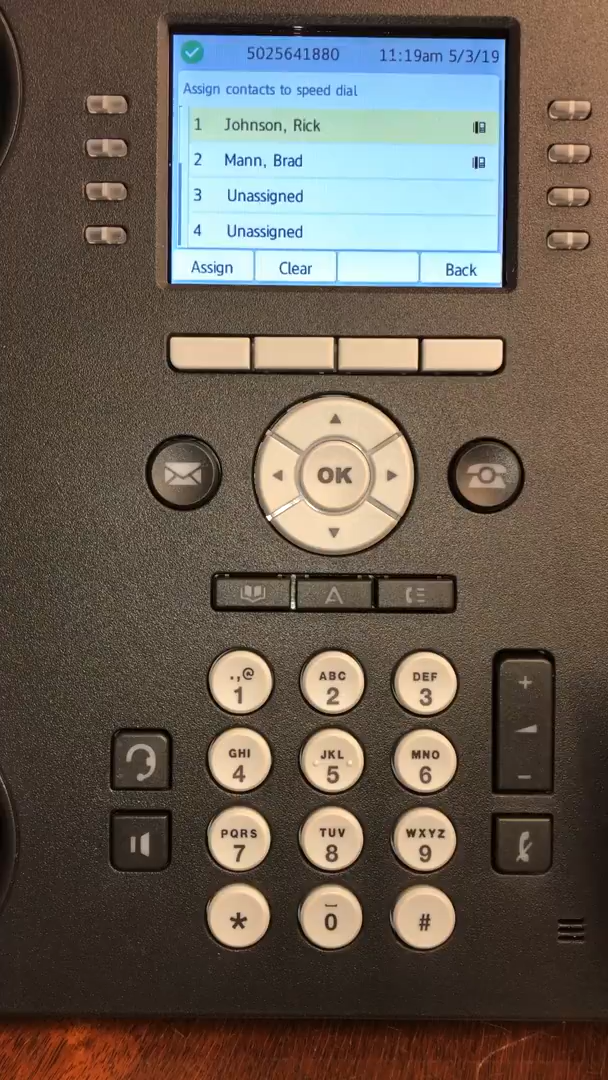 5025641880 11:19am 5/3/19
Assign contacts to speed dial
1 Johnson, Rick
2 Mann, Brad
3 Unassigned
4 Unassigned
Assign Clear Back
OK
A
.,@ ABC DEF
1 2 3
+
GHI JKL MNO
4 5 6
−
PQRS TUV WXYZ
7 8 9
* 0 #